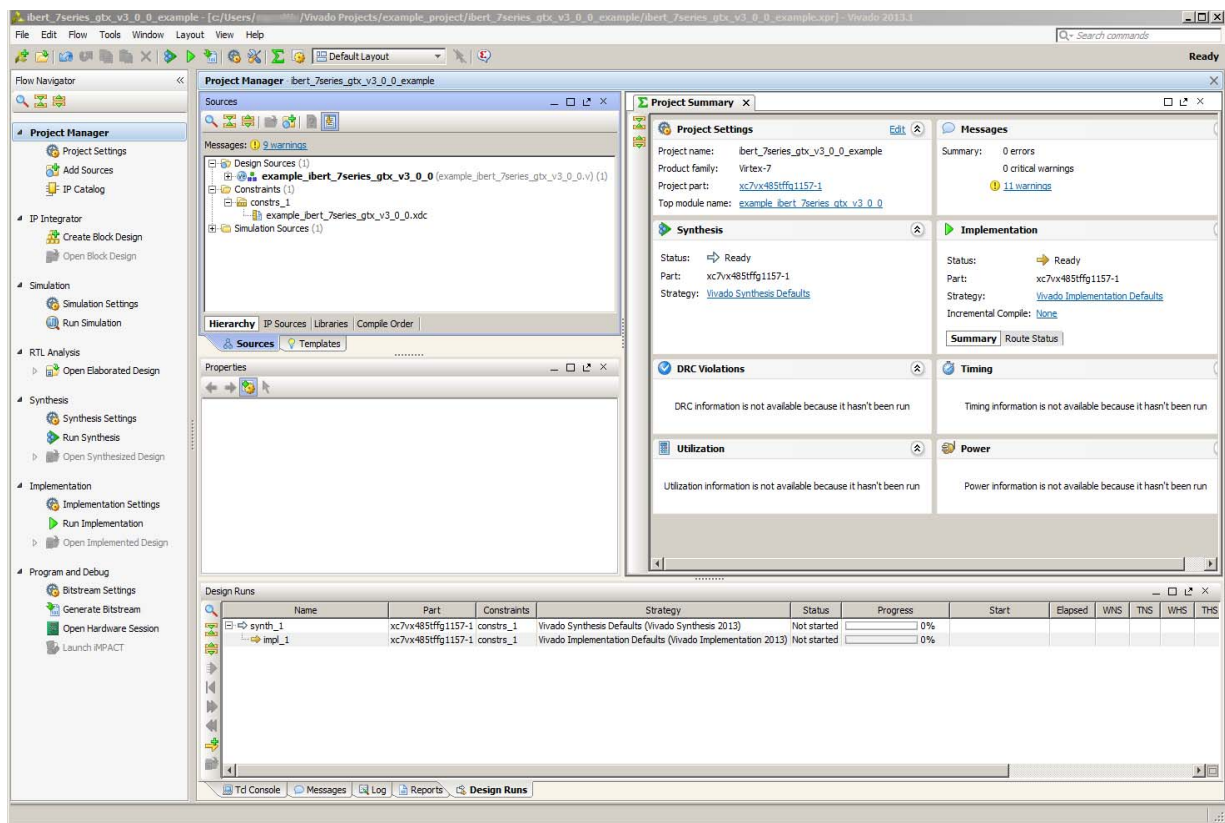 ibert_7series_gtx_v3_0_0_example - [c:/Users/ /Vivado Projects/example_project/ibert_7series_gtx_v3_0_0_example/ibert_7series_gtx_v3_0_0_example.xpr] - Vivado 2013.1
File Edit Flow Tools Window Layout View Help
Search commands
Default Layout
Ready
Flow Navigator
Project Manager
Project Settings
Add Sources
IP Catalog
IP Integrator
Create Block Design
Open Block Design
Simulation
Simulation Settings
Run Simulation
RTL Analysis
Open Elaborated Design
Synthesis
Synthesis Settings
Run Synthesis
Open Synthesized Design
Implementation
Implementation Settings
Run Implementation
Open Implemented Design
Program and Debug
Bitstream Settings
Generate Bitstream
Open Hardware Session
Launch iMPACT
Project Manager - ibert_7series_gtx_v3_0_0_example
Sources
Messages: 9 warnings
Design Sources (1)
example_ibert_7series_gtx_v3_0_0 (example_ibert_7series_gtx_v3_0_0.v) (1)
Constraints (1)
constrs_1
example_ibert_7series_gtx_v3_0_0.xdc
Simulation Sources (1)
Hierarchy IP Sources Libraries Compile Order
Sources Templates
Properties
Project Summary
Project Settings Edit
Project name: ibert_7series_gtx_v3_0_0_example
Product family: Virtex-7
Project part: xc7vx485tffg1157-1
Top module name: example_ibert_7series_gtx_v3_0_0
Messages
Summary: 0 errors
0 critical warnings
11 warnings
Synthesis
Status: Ready
Part: xc7vx485tffg1157-1
Strategy: Vivado Synthesis Defaults
Implementation
Status: Ready
Part: xc7vx485tffg1157-1
Strategy: Vivado Implementation Defaults
Incremental Compile: None
Summary Route Status
DRC Violations
DRC information is not available because it hasn't been run
Timing
Timing information is not available because it hasn't been run
Utilization
Utilization information is not available because it hasn't been run
Power
Power information is not available because it hasn't been run
Design Runs
Name Part Constraints Strategy Status Progress Start Elapsed WNS TNS WHS THS
synth_1 xc7vx485tffg1157-1 constrs_1 Vivado Synthesis Defaults (Vivado Synthesis 2013) Not started 0%
impl_1 xc7vx485tffg1157-1 constrs_1 Vivado Implementation Defaults (Vivado Implementation 2013) Not started 0%
Tcl Console Messages Log Reports Design Runs